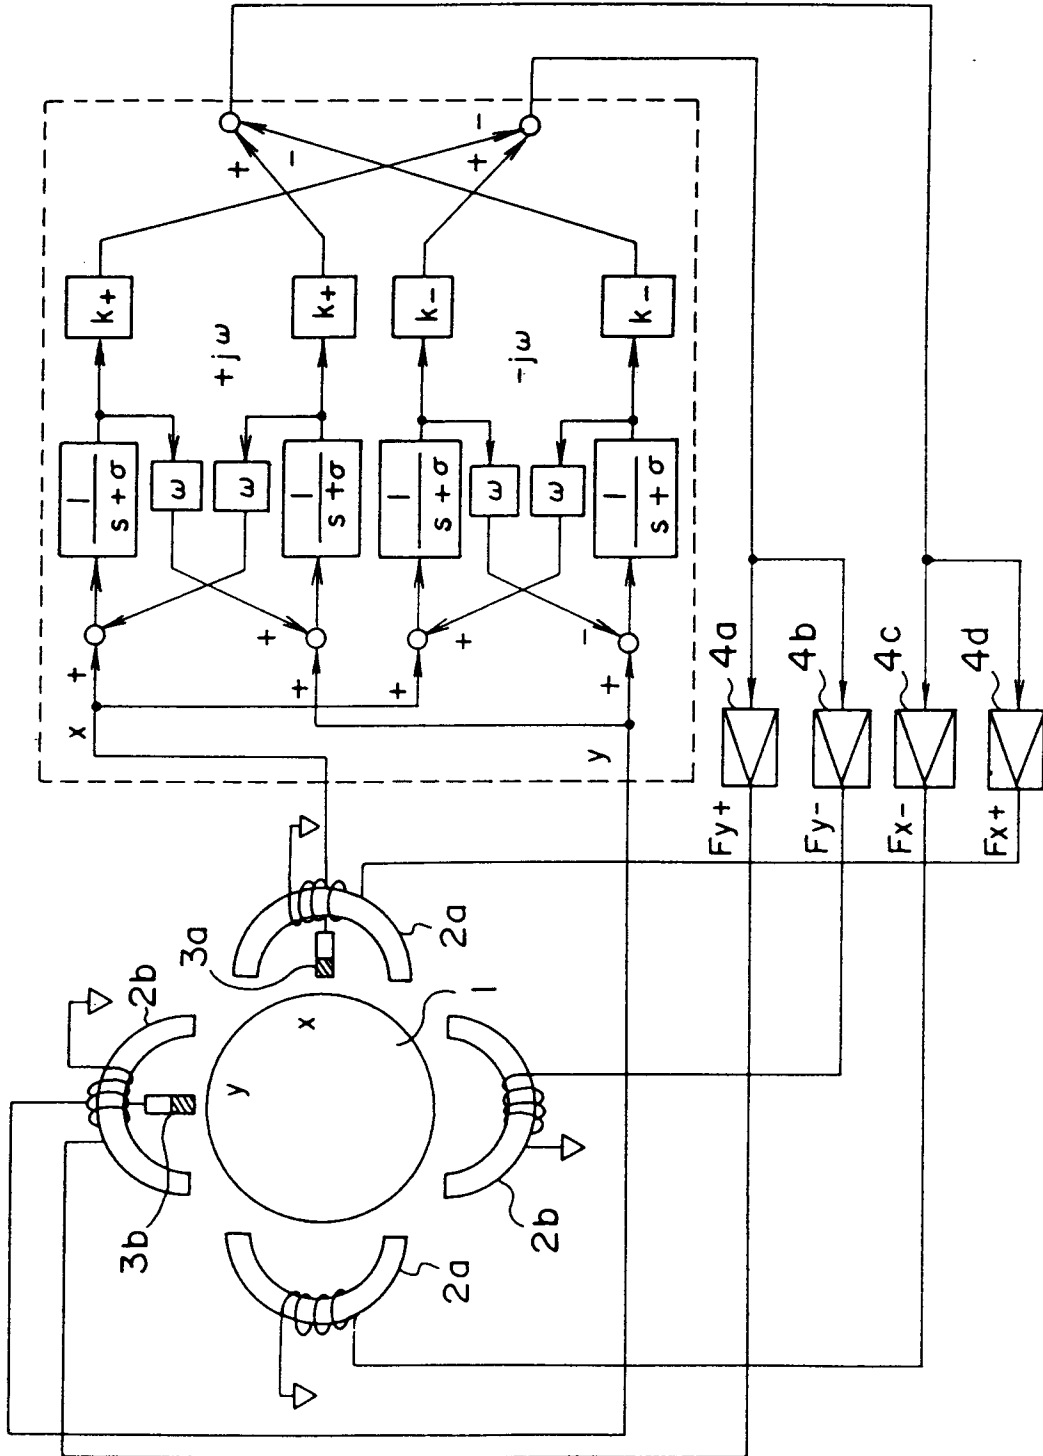 k+
k+
k-
k-
+jω
-jω
1
s+σ
1
s+σ
1
s+σ
1
s+σ
ω
ω
ω
ω
+
-
-
+
+
+
+
+
+
-
+
x
y
4a
4b
4c
4d
Fy+
Fy-
Fx-
Fx+
3a
2a
2b
1
x
y
3b
2a
2b